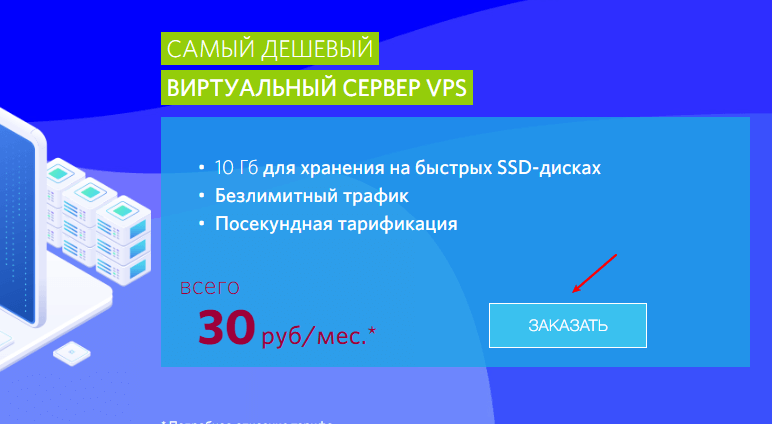 САМЫЙ ДЕШЕВЫЙ
ВИРТУАЛЬНЫЙ СЕРВЕР VPS
• 10 Гб для хранения на быстрых SSD-дисках
• Безлимитный трафик
• Посекундная тарификация
всего
30 руб/мес.*
ЗАКАЗАТЬ